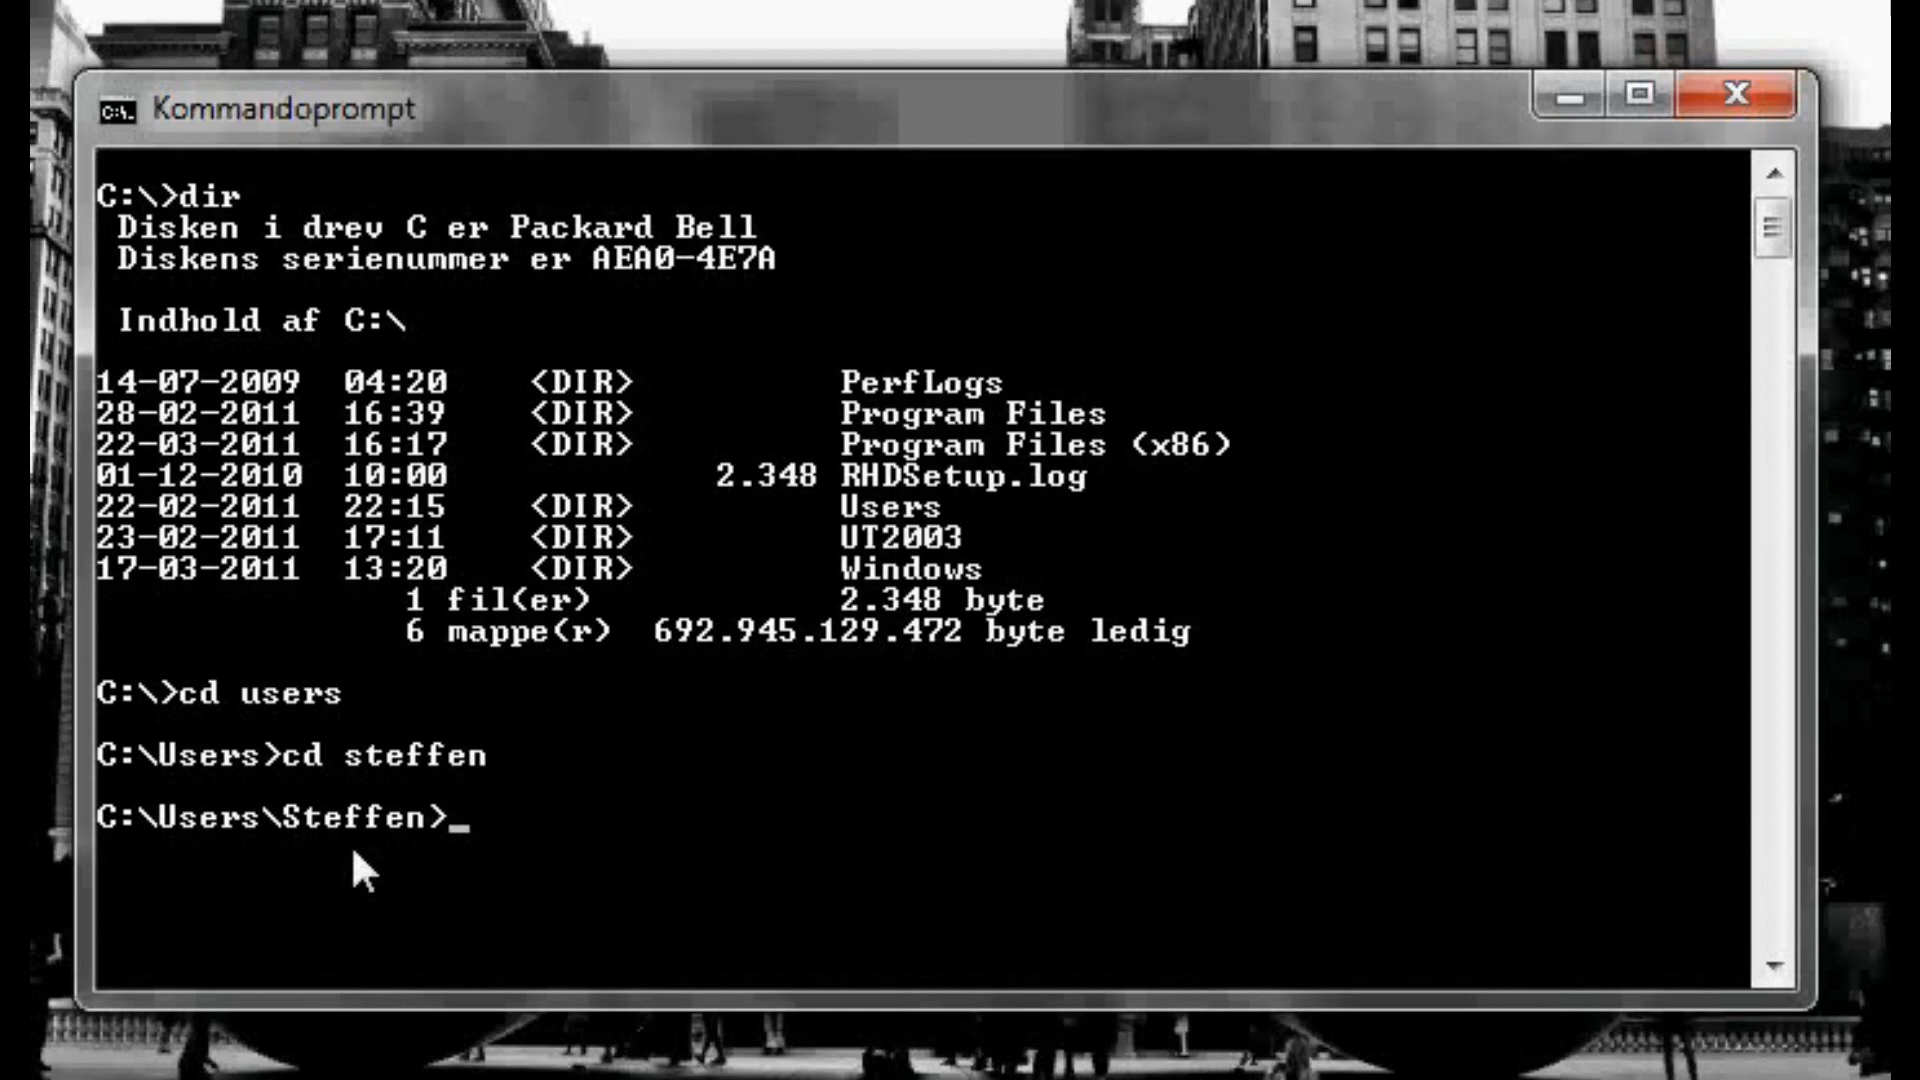 C:\. Kommandoprompt
C:\>dir
Disken i drev C er Packard Bell
Diskens serienummer er AEA0-4E7A
Indhold af C:\
14-07-2009 04:20 <DIR> PerfLogs
28-02-2011 16:39 <DIR> Program Files
22-03-2011 16:17 <DIR> Program Files (x86)
01-12-2010 10:00 2.348 RHDSetup.log
22-02-2011 22:15 <DIR> Users
23-02-2011 17:11 <DIR> UT2003
17-03-2011 13:20 <DIR> Windows
1 fil(er) 2.348 byte
6 mappe(r) 692.945.129.472 byte ledig
C:\>cd users
C:\Users>cd steffen
C:\Users\Steffen>_